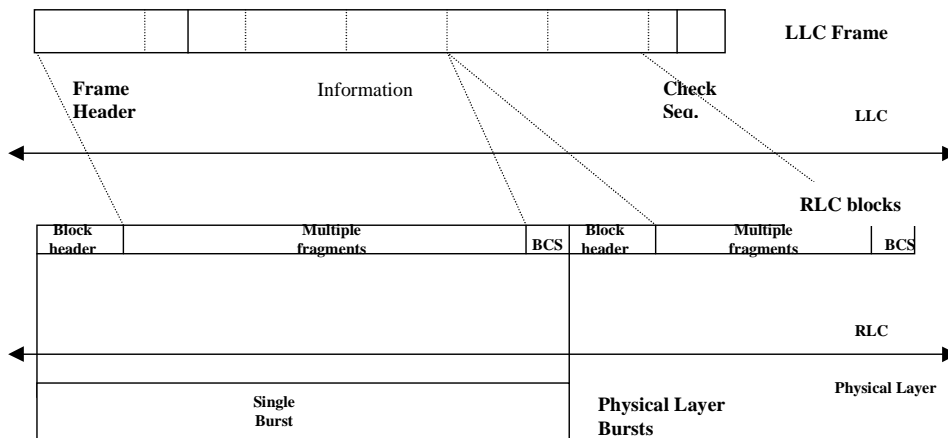 LLC Frame
Frame
Header
Information
Check
Seq.
LLC
RLC blocks
Block
header
Multiple
fragments
BCS
Block
header
Multiple
fragments
BCS
RLC
Physical Layer
Single
Burst
Physical Layer
Bursts